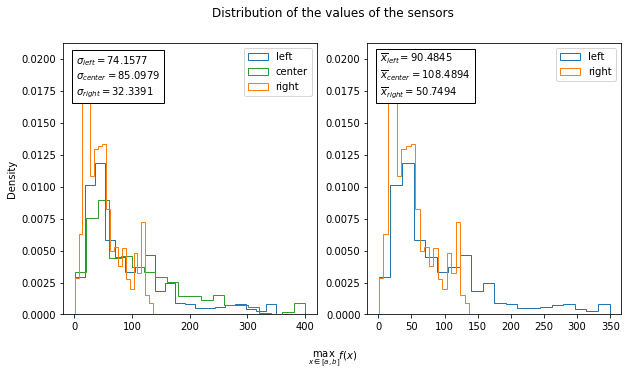 Distribution of the values of the sensors
σ_left = 74.1577
σ_center = 85.0979
σ_right = 32.3391
left
center
right
x̅_left = 90.4845
x̅_center = 108.4894
x̅_right = 50.7494
left
right
Density
0.0200
0.0175
0.0150
0.0125
0.0100
0.0075
0.0050
0.0025
0.0000
0 100 200 300 400
0.0200
0.0175
0.0150
0.0125
0.0100
0.0075
0.0050
0.0025
0.0000
0 50 100 150 200 250 300 350
max f(x)
x∈[a,b]